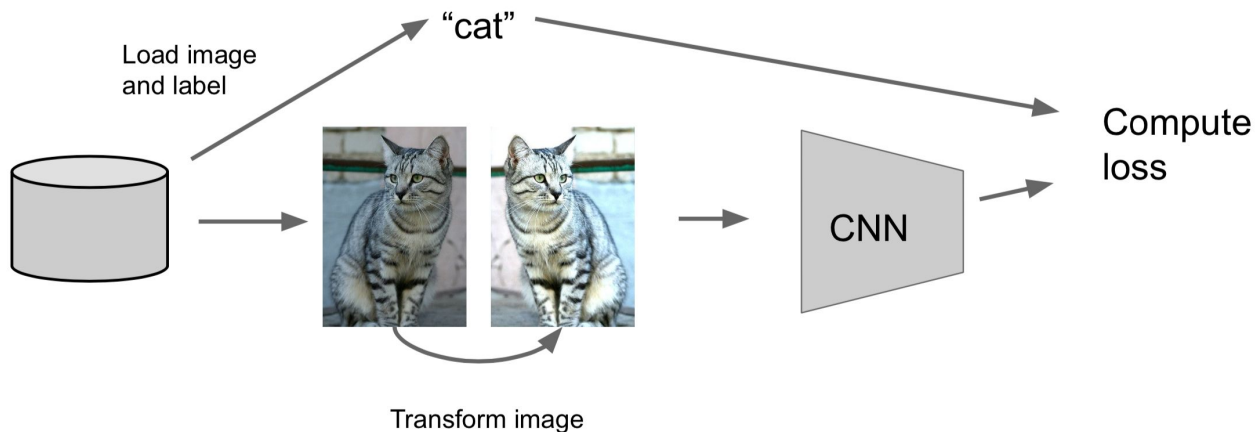 “cat”
Load image
and label
Compute
loss
CNN
Transform image